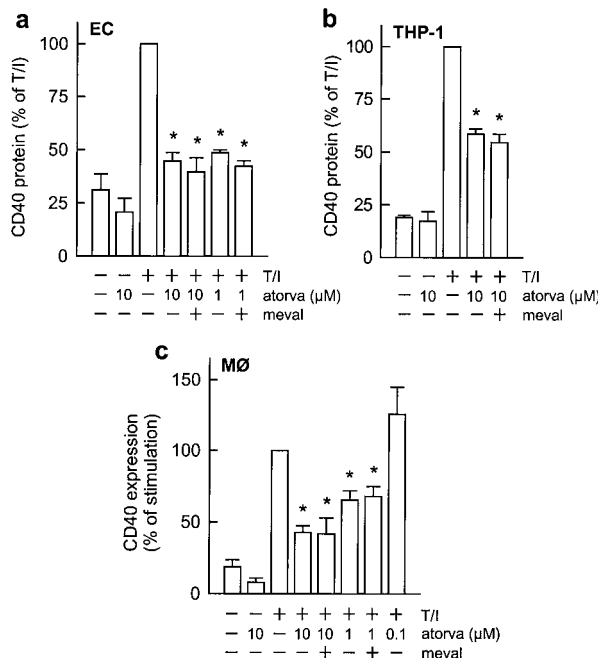 a EC
CD40 protein (% of T/I)
100
75
50
25
0
* * * *
– – + + + + + T/I
– 10 – 10 10 1 1 atorva (µM)
– – – – + – + meval
b THP-1
CD40 protein (% of T/I)
100
75
50
25
0
* *
– – + + + T/I
– 10 – 10 10 atorva (µM)
– – – – + meval
c MØ
CD40 expression
(% of stimulation)
150
100
50
0
* * * *
– – + + + + + + T/I
– 10 – 10 10 1 1 0.1 atorva (µM)
– – – – + – + – meval